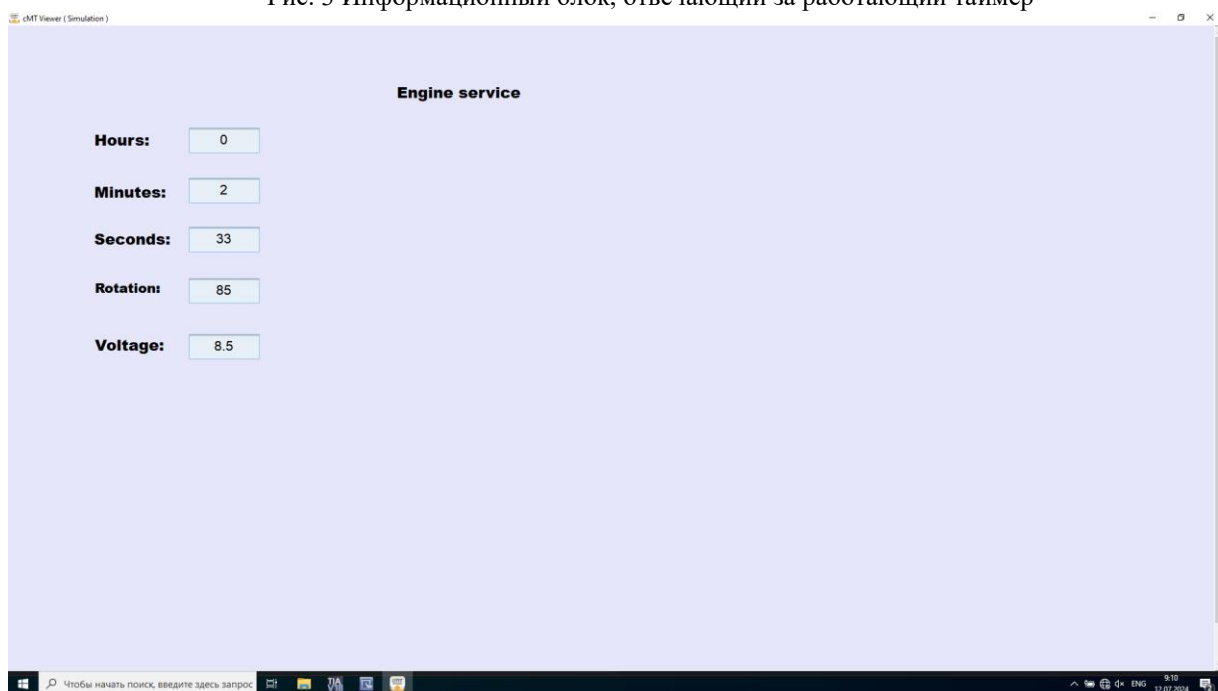 Рис. 3 Информационный блок, отвечающий за работающий таймер
cMT Viewer ( Simulation )
Engine service
Hours: 0
Minutes: 2
Seconds: 33
Rotation: 85
Voltage: 8.5
Чтобы начать поиск, введите здесь запрос
ENG
9:10
12.07.2024